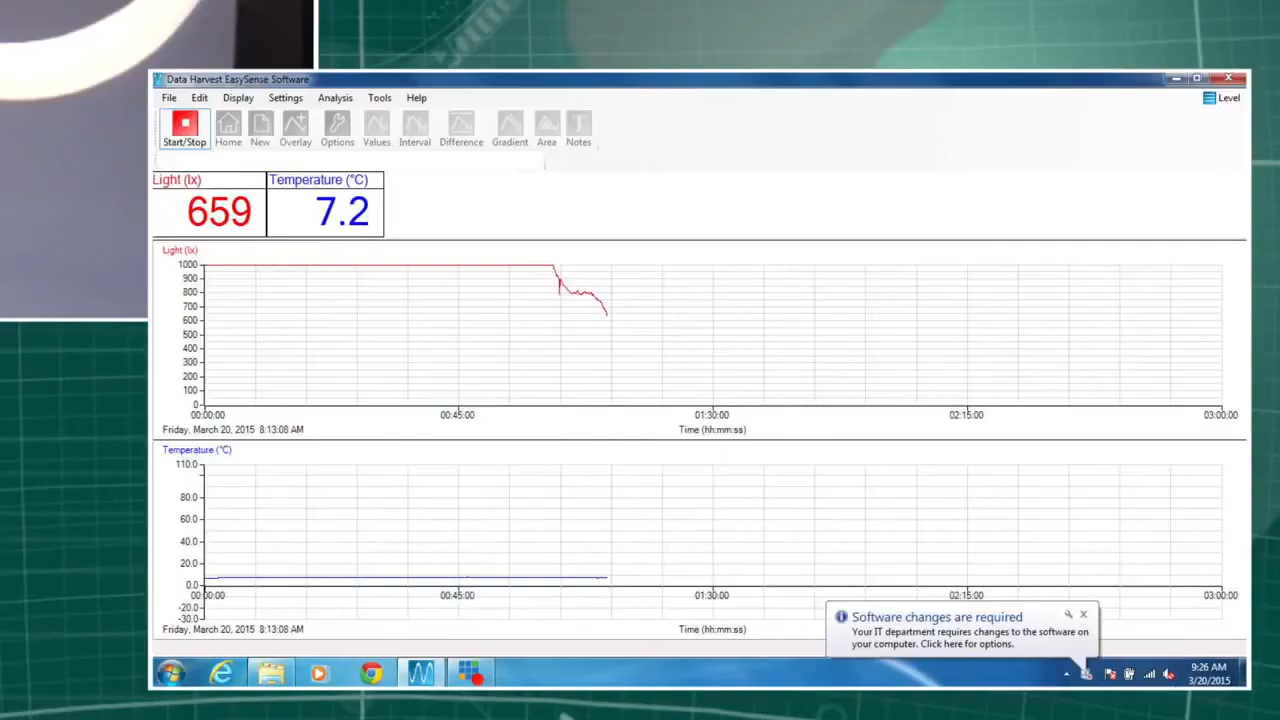 Data Harvest EasySense Software
File Edit Display Settings Analysis Tools Help
Level
Start/Stop Home New Overlay Options Values Interval Difference Gradient Area Notes
Light (lx) Temperature (°C)
659 7.2
Light (lx)
1000
900
800
700
600
500
400
300
200
100
0
00:00:00 00:45:00 01:30:00 02:15:00 03:00:00
Friday, March 20, 2015 8:13:08 AM Time (hh:mm:ss)
Temperature (°C)
110.0
80.0
60.0
40.0
20.0
0.0
00:00:00 00:45:00 01:30:00 02:15:00 03:00:00
-20.0
-30.0
Friday, March 20, 2015 8:13:08 AM Time (hh:mm:ss)
Software changes are required
Your IT department requires changes to the software on
your computer. Click here for options.
9:26 AM
3/20/2015